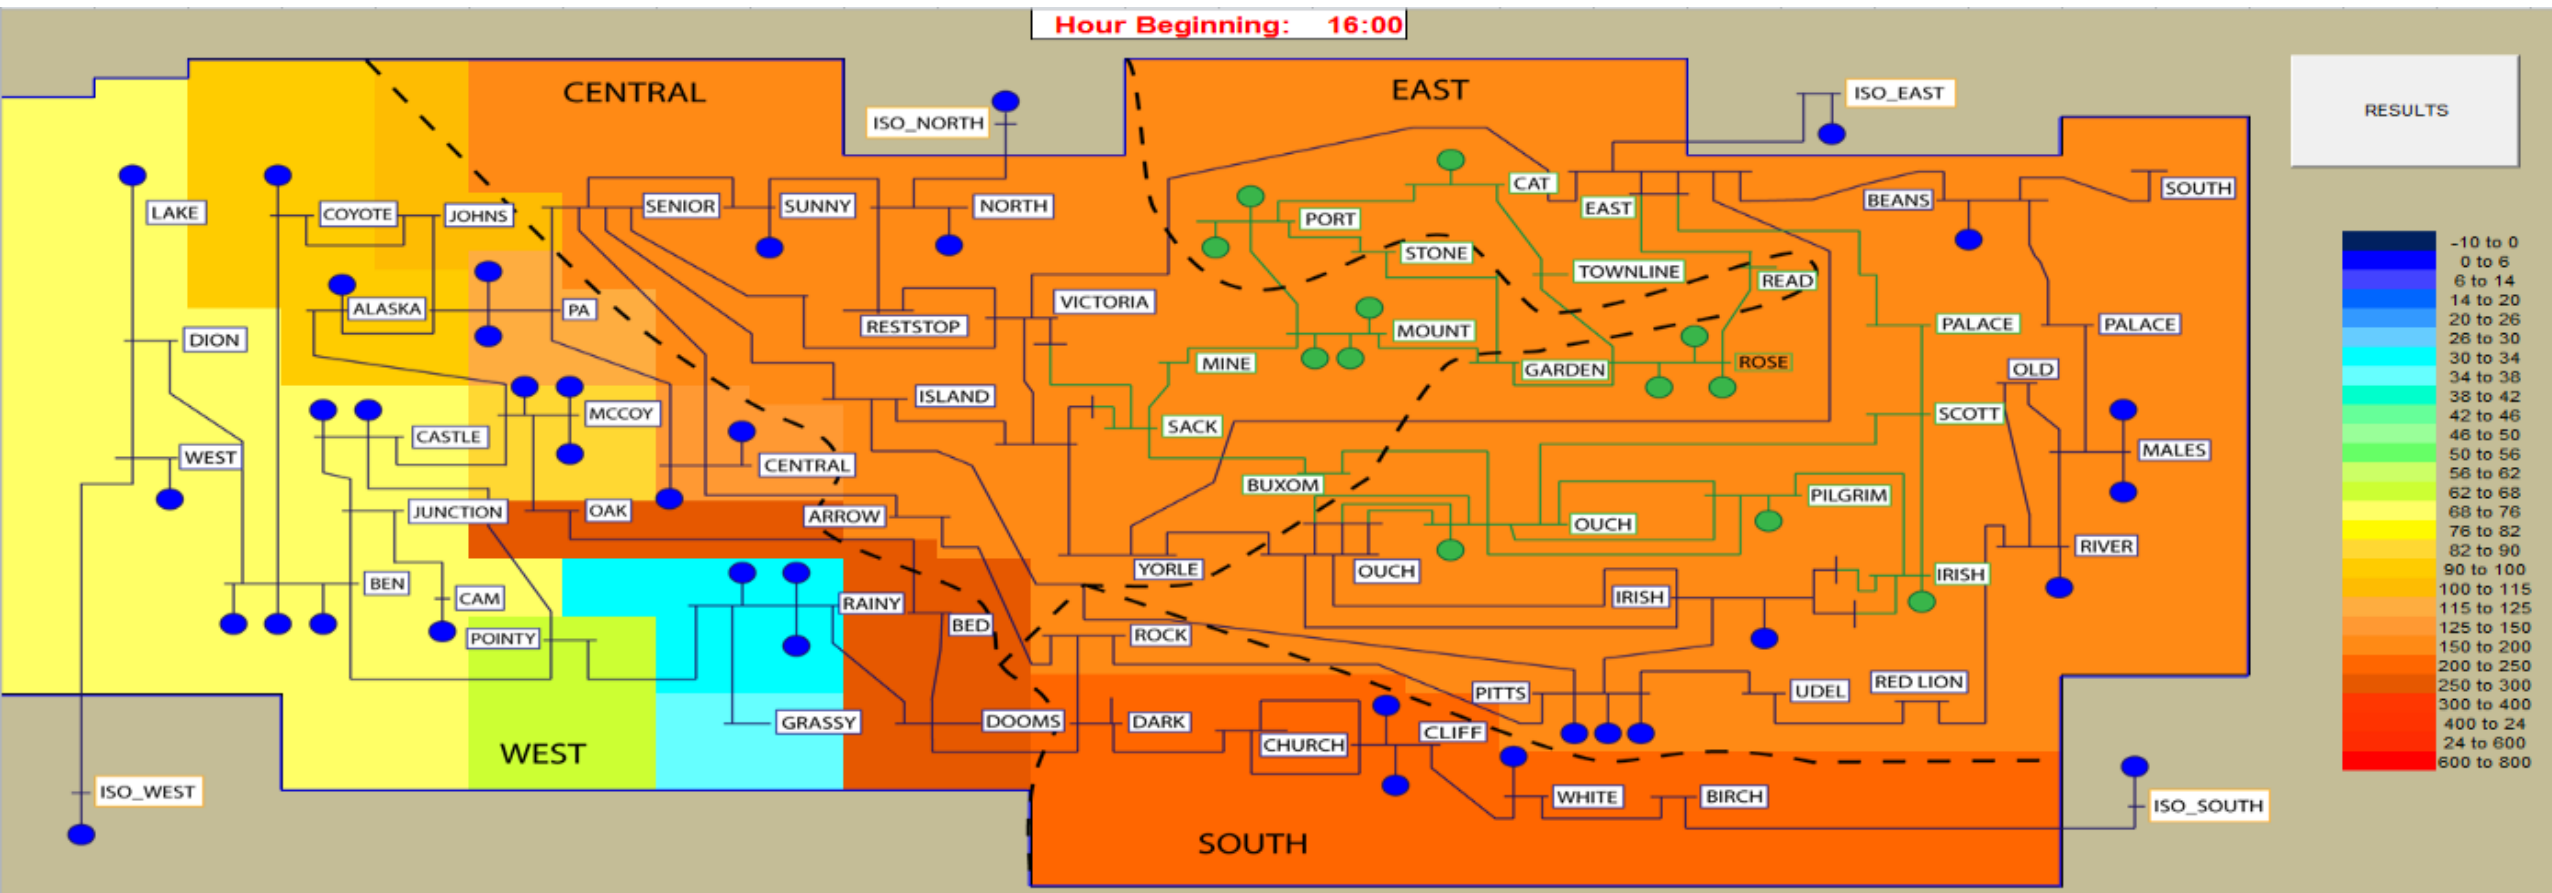 Hour Beginning: 16:00
CENTRAL
EAST
ISO_EAST
ISO_NORTH
RESULTS
LAKE
COYOTE
JOHNS
SENIOR
SUNNY
NORTH
PORT
CAT
EAST
BEANS
SOUTH
STONE
TOWNLINE
READ
ALASKA
PA
VICTORIA
RESTSTOP
MOUNT
PALACE
PALACE
DION
MINE
GARDEN
ROSE
OLD
ISLAND
MCCOY
CASTLE
SACK
SCOTT
MALES
WEST
CENTRAL
BUXOM
PILGRIM
JUNCTION
OAK
ARROW
OUCH
RIVER
YORLE
OUCH
IRISH
BEN
CAM
RAINY
IRISH
BED
POINTY
ROCK
PITTS
UDEL
RED LION
GRASSY
DOOMS
DARK
CHURCH
CLIFF
WEST
ISO_WEST
WHITE
BIRCH
ISO_SOUTH
SOUTH
-10 to 0
0 to 6
6 to 14
14 to 20
20 to 26
26 to 30
30 to 34
34 to 38
38 to 42
42 to 46
46 to 50
50 to 56
56 to 62
62 to 68
68 to 76
76 to 82
82 to 90
90 to 100
100 to 115
115 to 125
125 to 150
150 to 200
200 to 250
250 to 300
300 to 400
400 to 24
24 to 600
600 to 800